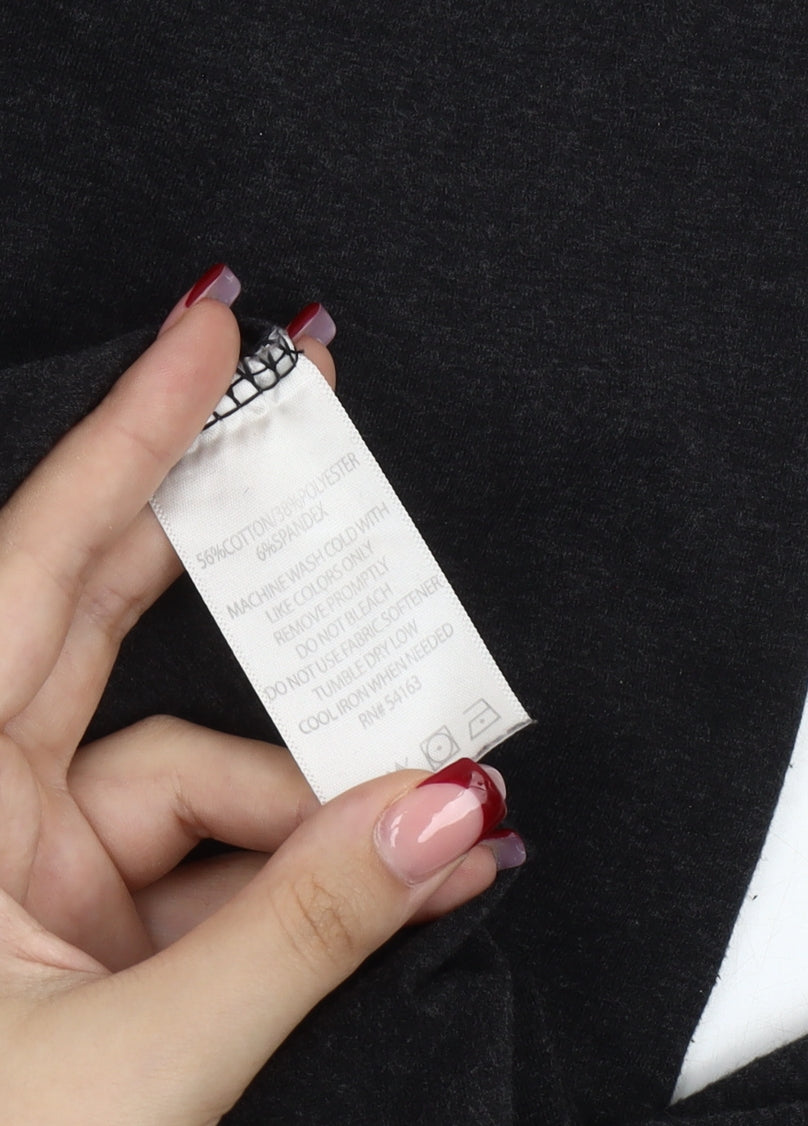 56%COTTON/38%POLYESTER
6%SPANDEX
MACHINE WASH COLD WITH
LIKE COLORS ONLY
REMOVE PROMPTLY
DO NOT BLEACH
DO NOT USE FABRIC SOFTENER
TUMBLE DRY LOW
COOL IRON WHEN NEEDED
RN# 54163